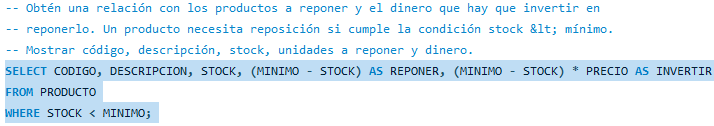 -- Obtén una relación con los productos a reponer y el dinero que hay que invertir en
-- reponerlo. Un producto necesita reposición si cumple la condición stock &lt; mínimo.
-- Mostrar código, descripción, stock, unidades a reponer y dinero.
SELECT CODIGO, DESCRIPCION, STOCK, (MINIMO - STOCK) AS REPONER, (MINIMO - STOCK) * PRECIO AS INVERTIR
FROM PRODUCTO
WHERE STOCK < MINIMO;